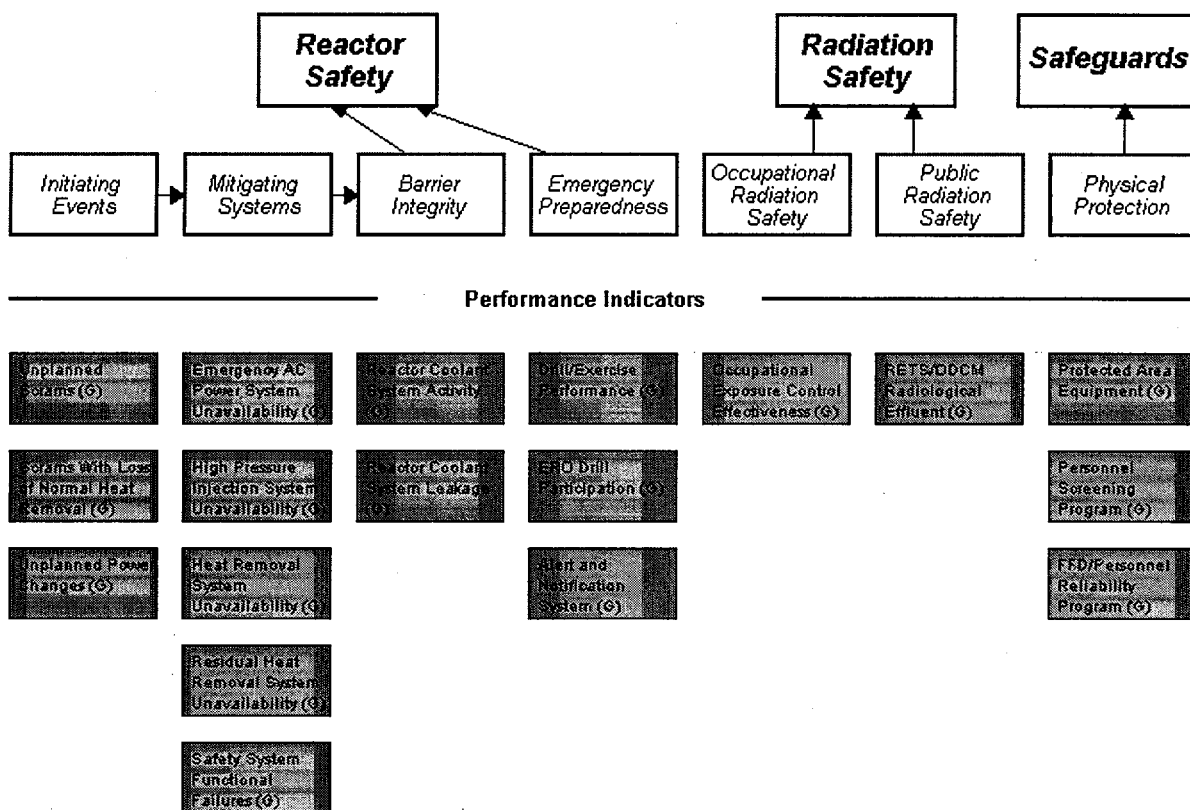 Reactor
Safety
Radiation
Safety
Safeguards
Initiating
Events
Mitigating
Systems
Barrier
Integrity
Emergency
Preparedness
Occupational
Radiation
Safety
Public
Radiation
Safety
Physical
Protection
Performance Indicators
Unplanned
Scrams (G)
Emergency AC
Power System
Unavailability (G)
Reactor Coolant
System Activity
(G)
Drill/Exercise
Performance (G)
Occupational
Exposure Control
Effectiveness (G)
RETS/ODCM
Radiological
Effluent (G)
Protected Area
Equipment (G)
Scrams With Loss
of Normal Heat
Removal (G)
High Pressure
Injection System
Unavailability (G)
Reactor Coolant
System Leakage
(G)
ERO Drill
Participation (G)
Personnel
Screening
Program (G)
Unplanned Power
Changes (G)
Heat Removal
System
Unavailability (G)
Alert and
Notification
System (G)
FFD/Personnel
Reliability
Program (G)
Residual Heat
Removal System
Unavailability (G)
Safety System
Functional
Failures (G)